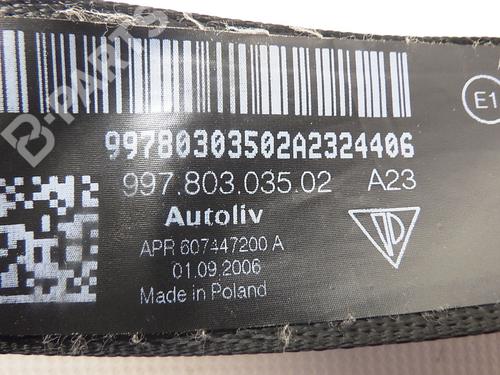 B-PARTS
99780303502A2324406
997.803.035.02 A23
Autoliv
APR 607447200 A
01.09.2006
Made in Poland
E1